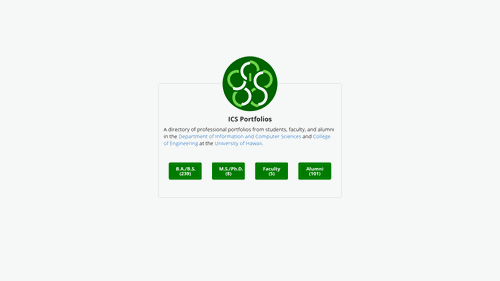 ICS Portfolios
A directory of professional portfolios from students, faculty, and alumni
in the Department of Information and Computer Sciences and College
of Engineering at the University of Hawaii.
B.A./B.S. M.S./Ph.D. Faculty Alumni
(239) (8) (5) (101)